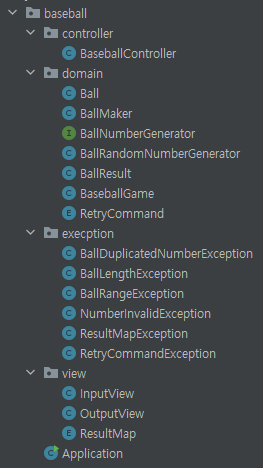 baseball
controller
BaseballController
domain
Ball
BallMaker
BallNumberGenerator
BallRandomNumberGenerator
BallResult
BaseballGame
RetryCommand
execption
BallDuplicatedNumberException
BallLengthException
BallRangeException
NumberInvalidException
ResultMapException
RetryCommandException
view
InputView
OutputView
ResultMap
Application